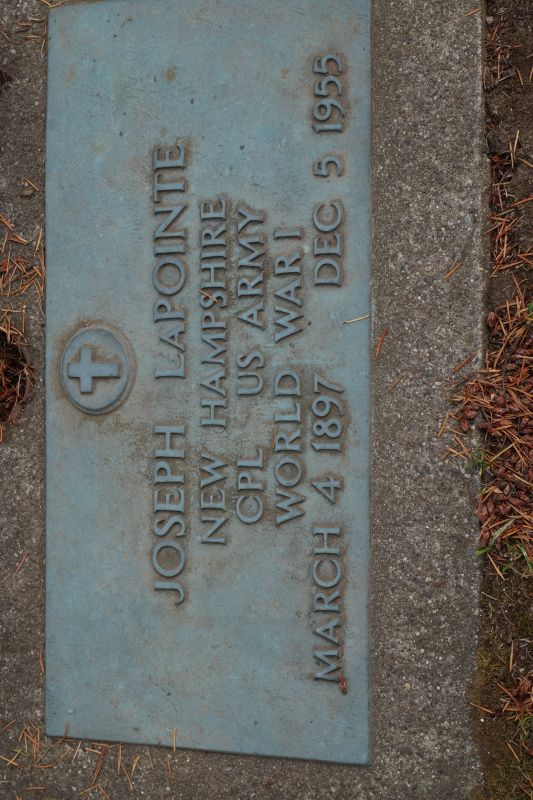 JOSEPH LAPOINTE
NEW HAMPSHIRE
CPL US ARMY
WORLD WAR I
MARCH 4 1897 DEC 5 1955